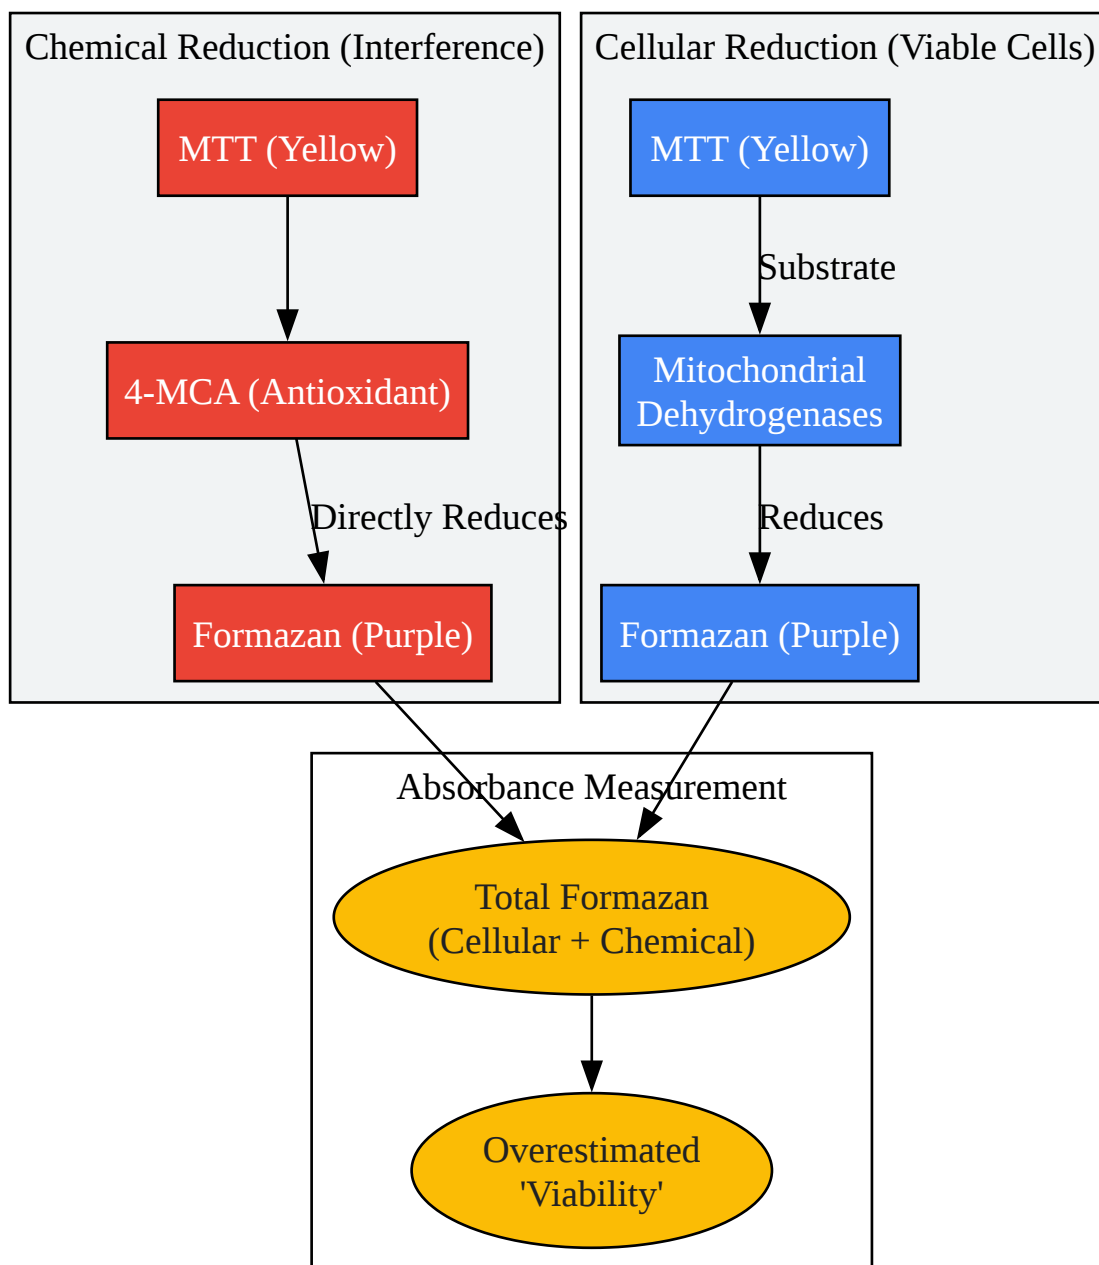 Chemical Reduction (Interference)
MTT (Yellow)
4-MCA (Antioxidant)
Directly Reduces
Formazan (Purple)
Cellular Reduction (Viable Cells)
MTT (Yellow)
Substrate
Mitochondrial
Dehydrogenases
Reduces
Formazan (Purple)
Absorbance Measurement
Total Formazan
(Cellular + Chemical)
Overestimated
'Viability'